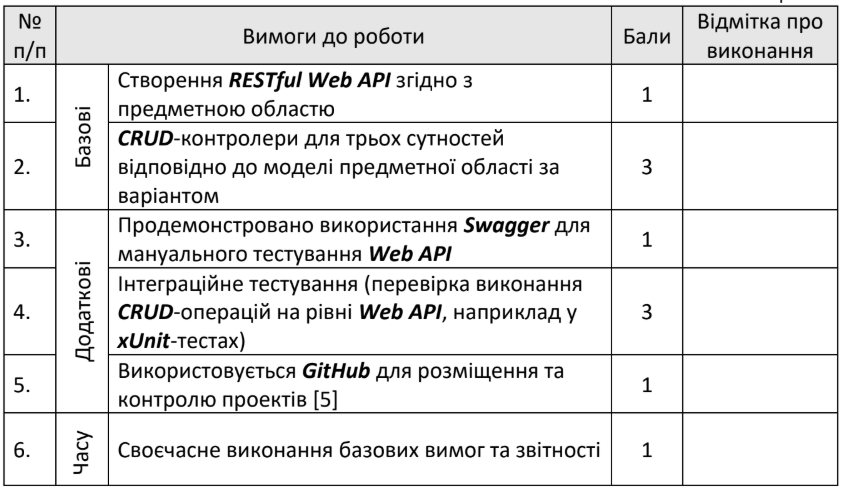 № п/п
Вимоги до роботи
Бали
Відмітка про
виконання
Базові
1.
Створення RESTful Web API згідно з
предметною областю
1
2.
CRUD-контролери для трьох сутностей
відповідно до моделі предметної області за
варіантом
3
Додаткові
3.
Продемонстровано використання Swagger для
мануального тестування Web API
1
4.
Інтеграційне тестування (перевірка виконання
CRUD-операцій на рівні Web API, наприклад у
xUnit-тестах)
3
5.
Використовується GitHub для розміщення та
контролю проектів [5]
1
Часу
6.
Своєчасне виконання базових вимог та звітності
1